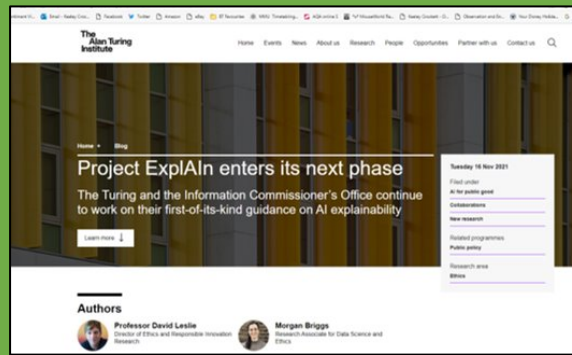 Facebook
Twitter
Amazon
eBay
The
Alan Turing
Institute
Home Events News About us Research People Opportunities Partner with us Contact us
Home
Blog
Project ExplAIn enters its next phase
The Turing and the Information Commissioner's Office continue
to work on their first-of-its-kind guidance on AI explainability
Learn more ↓
Tuesday 16 Nov 2021
Filed under
AI for public good
Collaborations
New research
Related programmes
Public policy
Research area
Ethics
Authors
Professor David Leslie
Director of Ethics and Responsible Innovation
Research
Morgan Briggs
Research Associate for Data Science and
Ethics